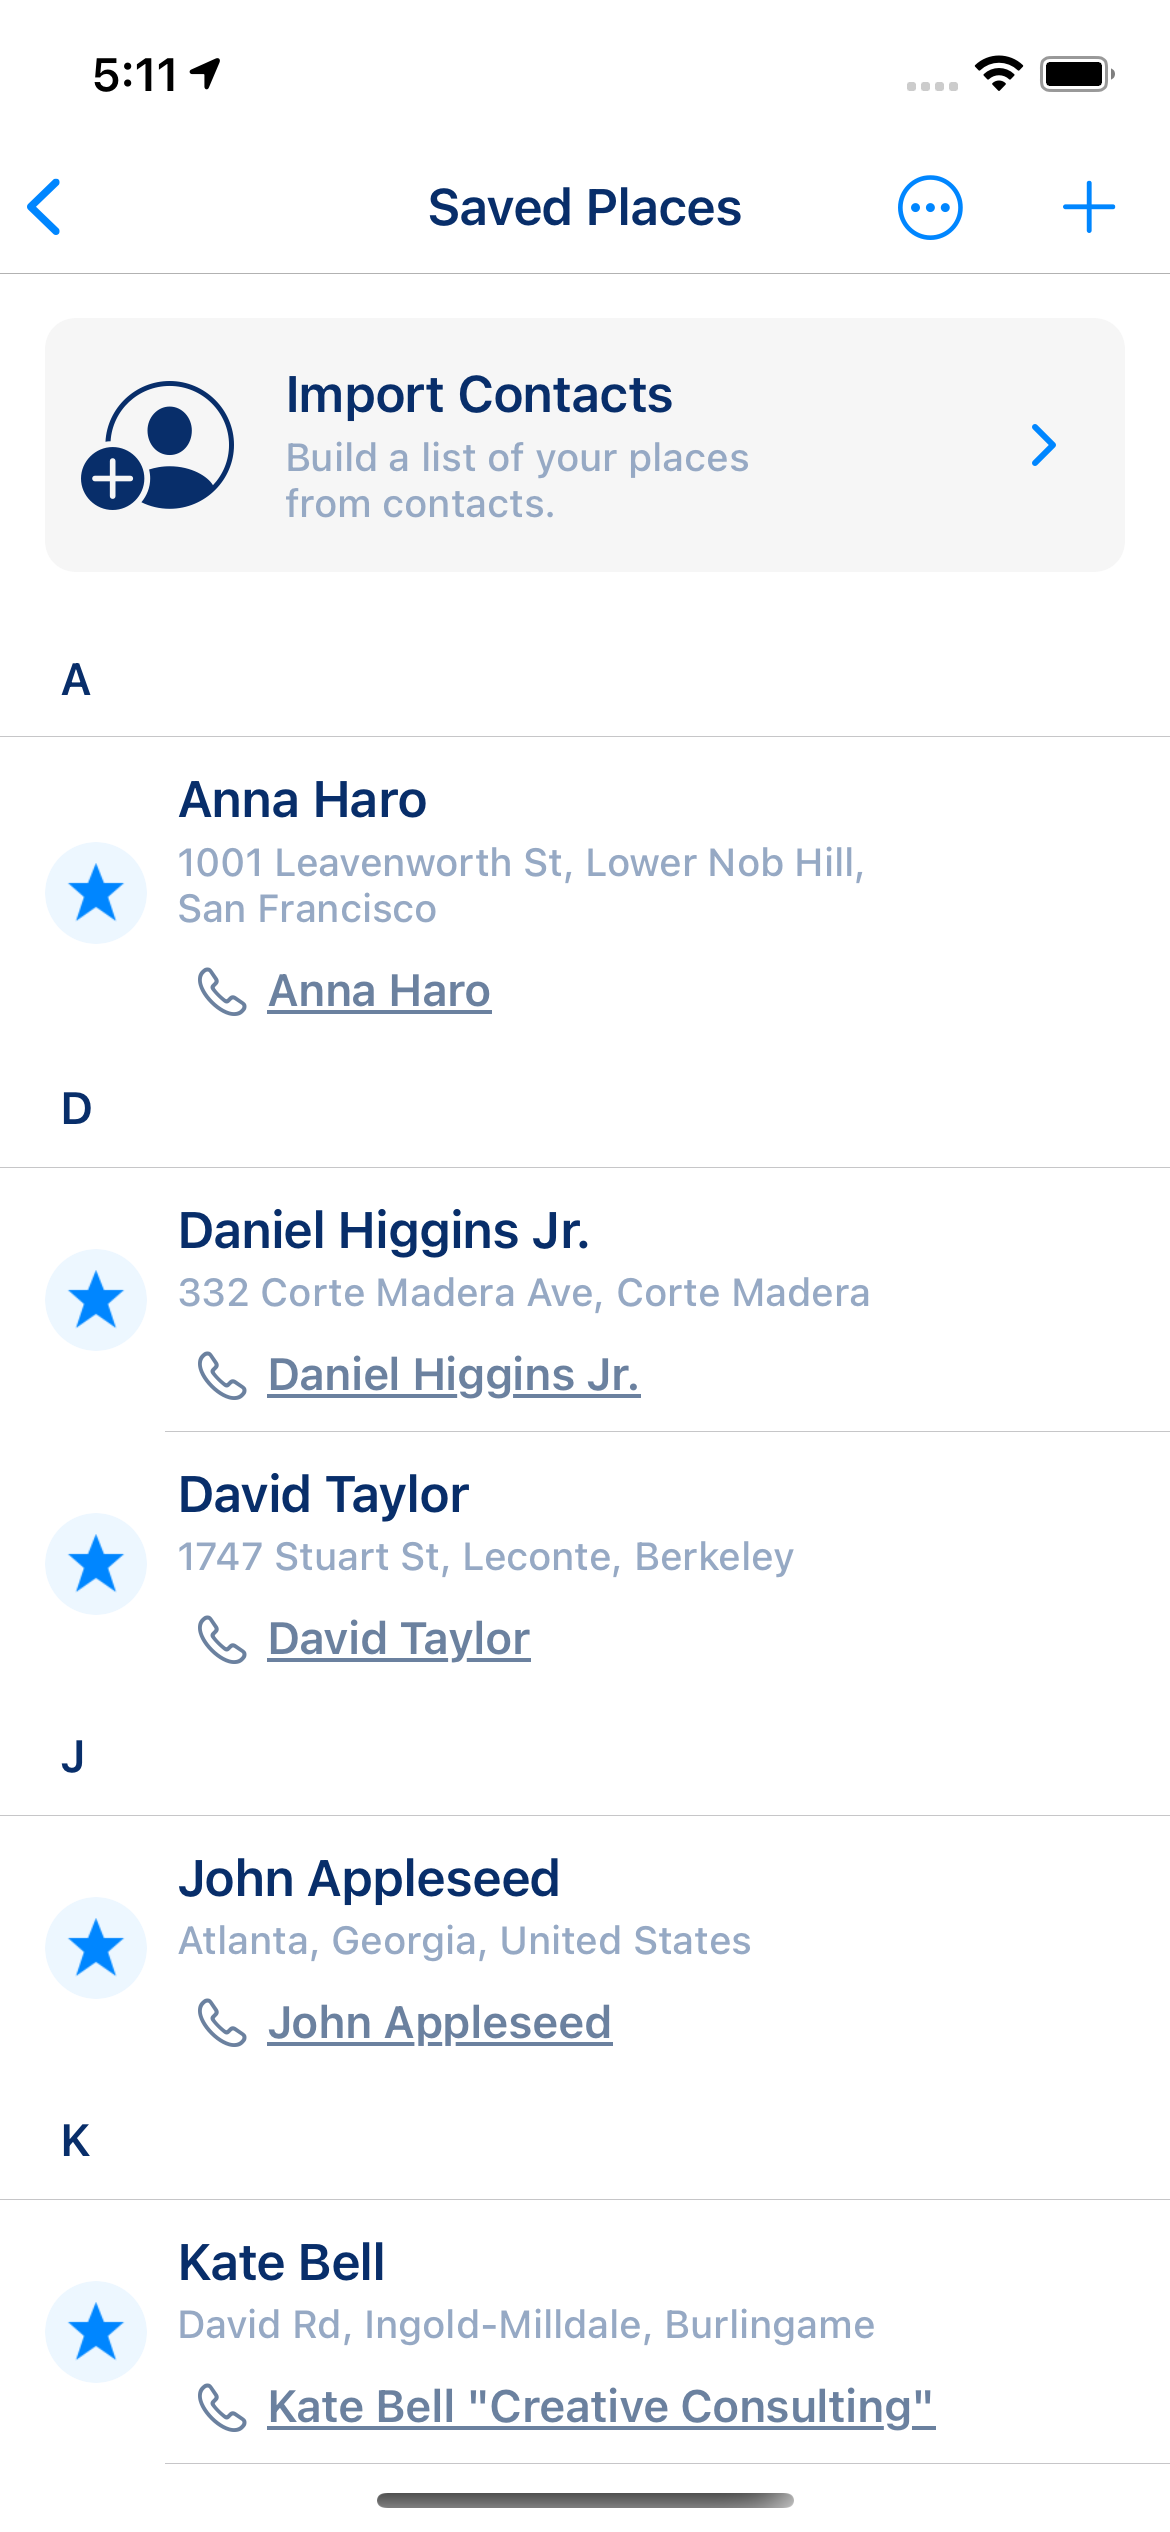 5:11
Saved Places
Import Contacts
Build a list of your places
from contacts.
A
Anna Haro
1001 Leavenworth St, Lower Nob Hill,
San Francisco
Anna Haro
D
Daniel Higgins Jr.
332 Corte Madera Ave, Corte Madera
Daniel Higgins Jr.
David Taylor
1747 Stuart St, Leconte, Berkeley
David Taylor
J
John Appleseed
Atlanta, Georgia, United States
John Appleseed
K
Kate Bell
David Rd, Ingold-Milldale, Burlingame
Kate Bell "Creative Consulting"